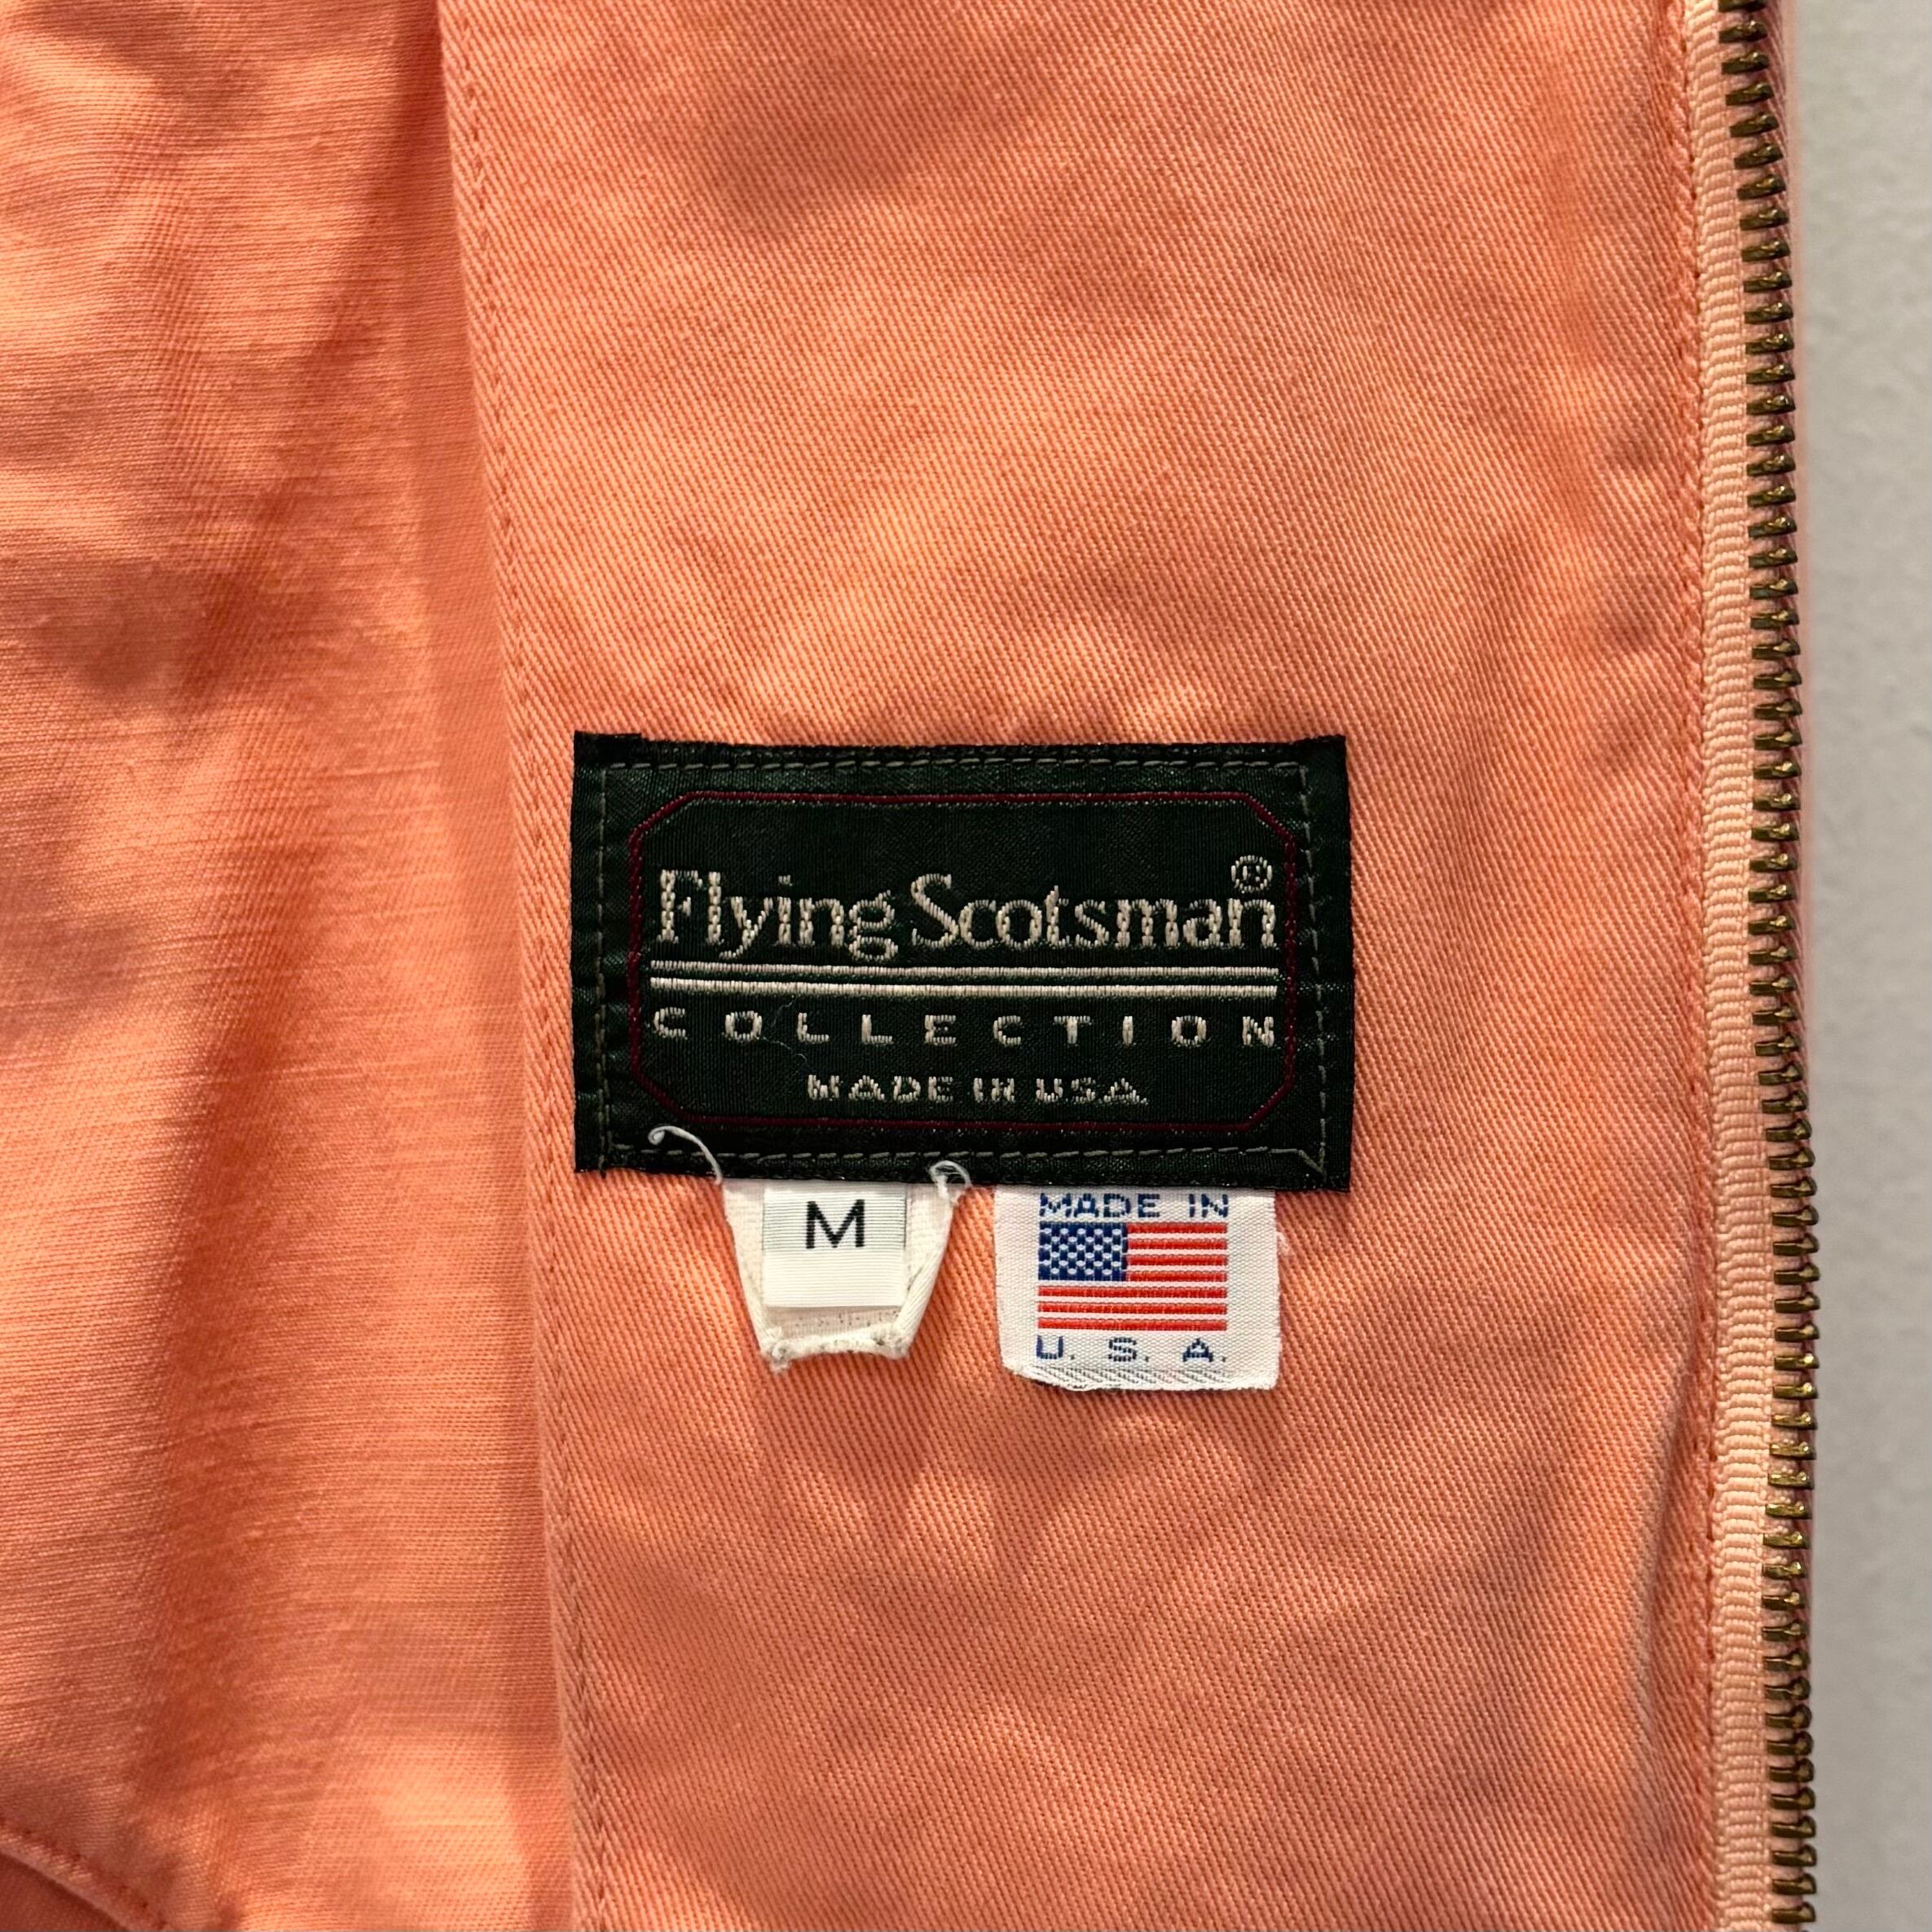 Flying Scotsman®
COLLECTION
MADE IN USA
M
MADE IN
U. S. A.